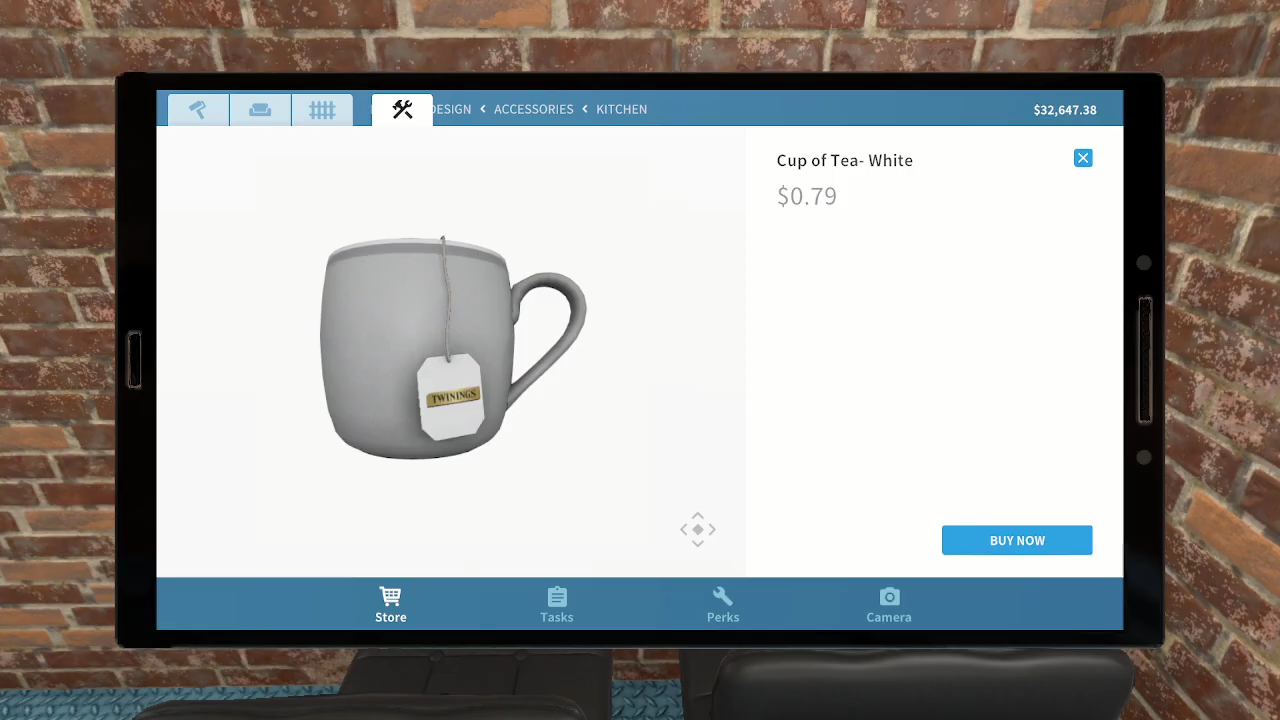 DESIGN < ACCESSORIES < KITCHEN
$32,647.38
Cup of Tea- White
$0.79
TWININGS
BUY NOW
Store
Tasks
Perks
Camera